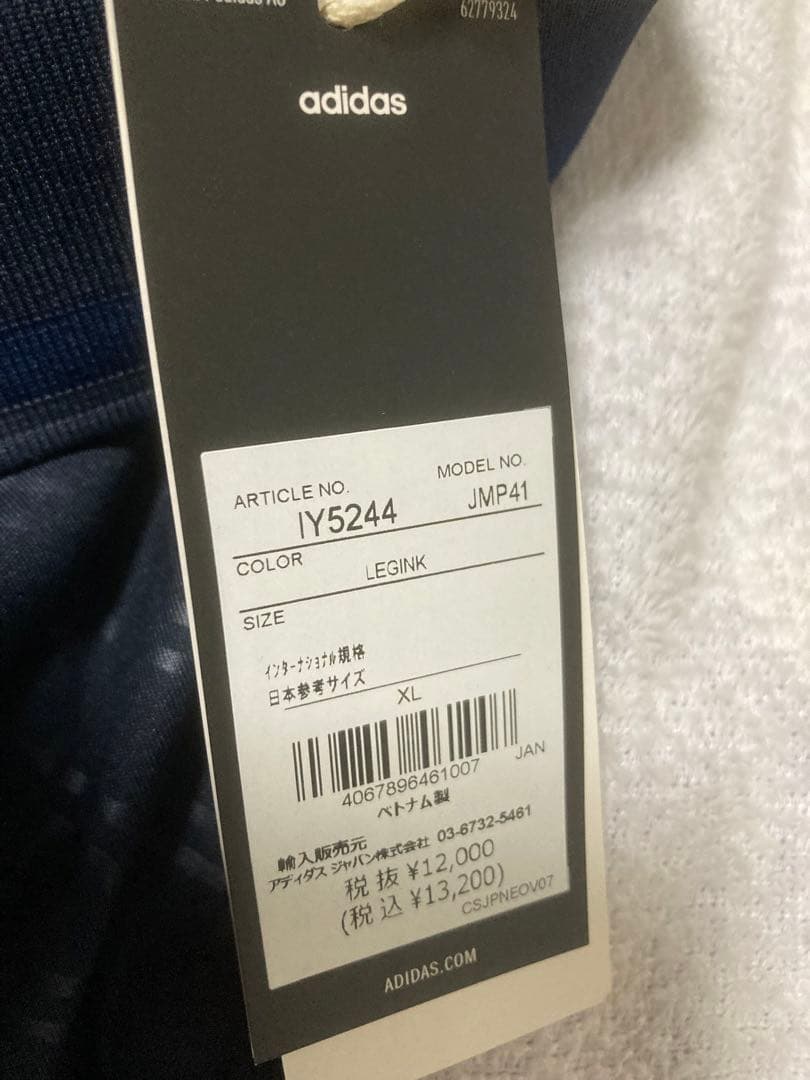 62779324
adidas
ARTICLE NO.
MODEL NO.
IY5244
JMP41
COLOR
LEGINK
SIZE
インターナショナル規格
日本参考サイズ
XL
4067896461007
JAN
ベトナム製
輸入販売元
アディダス ジャパン株式会社 03-6732-5461
税 抜 ¥12,000
(税 込 ¥13,200)
CSJPNEOV07
ADIDAS.COM